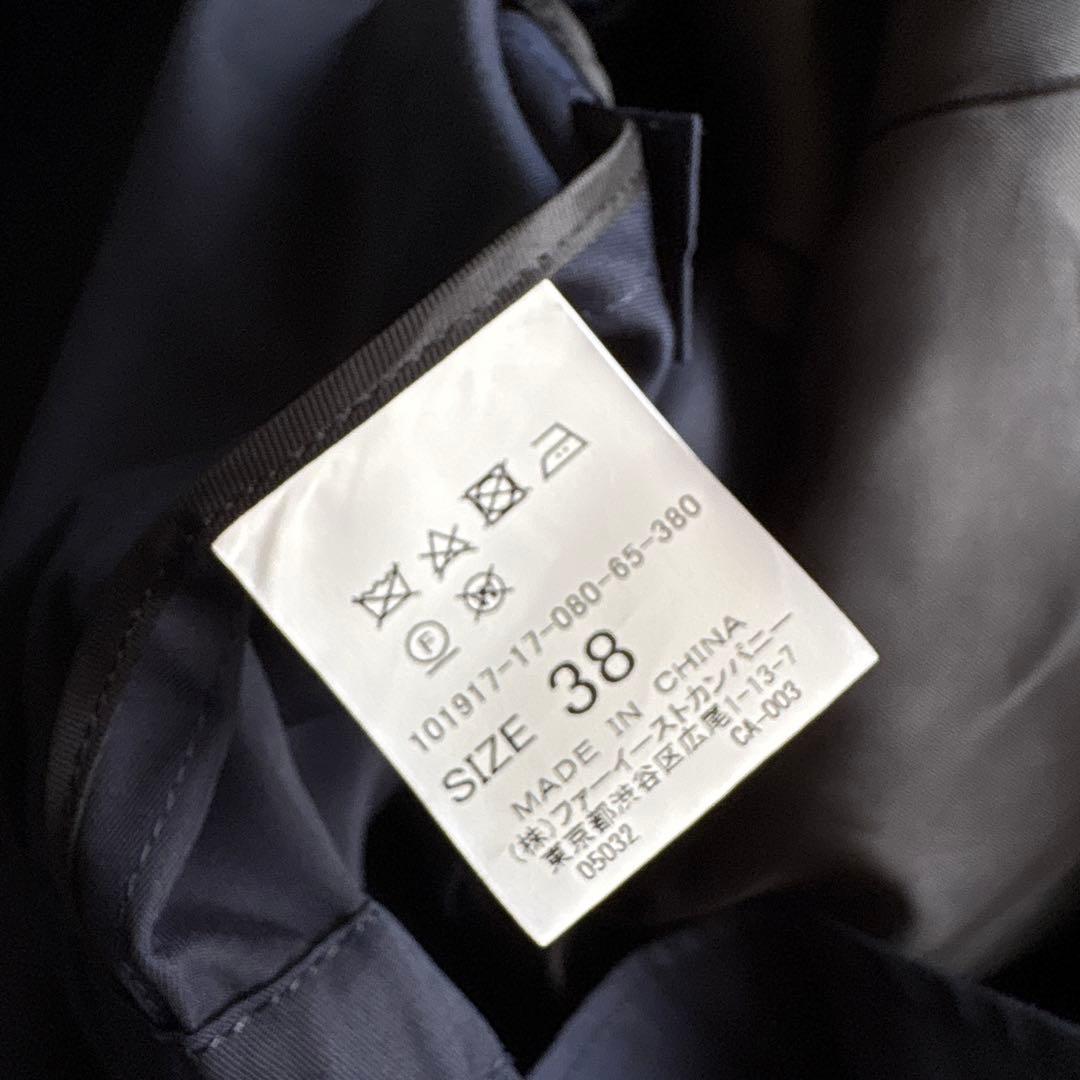 F W
101917-17-080-65-380
SIZE 38
MADE IN CHINA
(株)ファーイーストカンパニー
東京都渋谷区広尾1-13-7
05032 CA-003